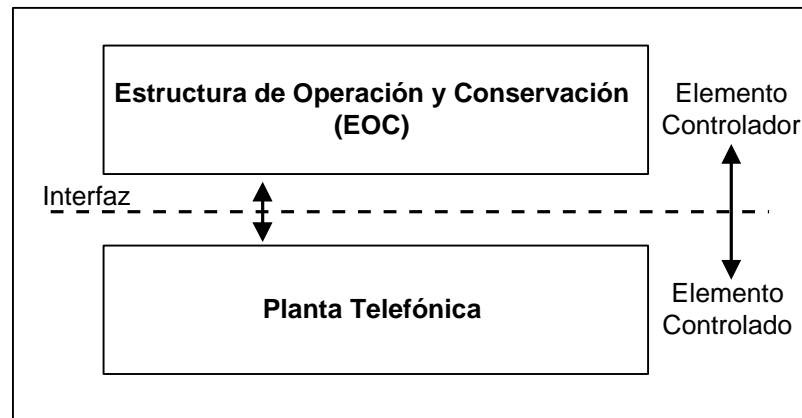 Estructura de Operación y Conservación
(EOC)
Elemento
Controlador
Interfaz
Planta Telefónica
Elemento
Controlado